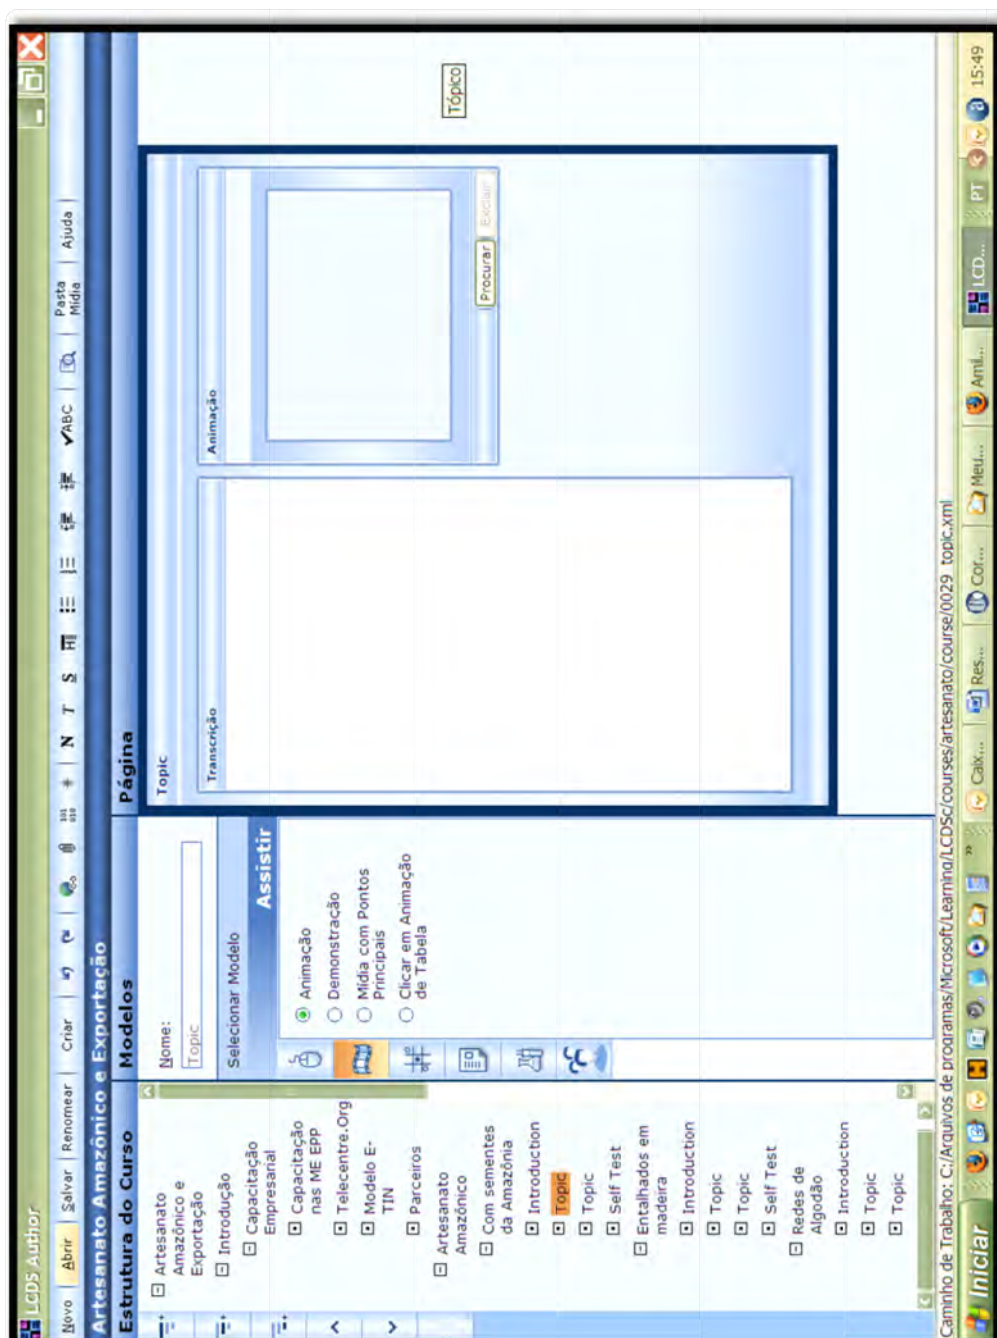 LCDS Author
Novo Abrir Salvar Renomear Criar N T S ABC Pasta Mídia Ajuda
Artesanato Amazônico e Exportação
Estrutura do Curso
Artesanato
Amazônico e
Exportação
Introdução
Capacitação
Empresarial
Capacitação
nas ME EPP
Telecentre.Org
Modelo E-
TIN
Parceiros
Artesanato
Amazônico
Com sementes
da Amazônia
Introduction
Topic
Topic
Self Test
Entalhados em
madeira
Introduction
Topic
Topic
Self Test
Redes de
Algodão
Introduction
Topic
Topic
Modelos
Nome:
Topic
Selecionar Modelo
Assistir
Animação
Demonstração
Mídia com Pontos
Principais
Clicar em Animação
de Tabela
Página
Topic
Transcrição
Animação
Procurar Excluir
Tópico
Caminho de Trabalho: C:/Arquivos de programas/Microsoft/Learning/LCDSc/courses/artesanato/course/0029_topic.xml
Iniciar Caix... Res... Cor... Meu... Amil... LCD... PT 15:49